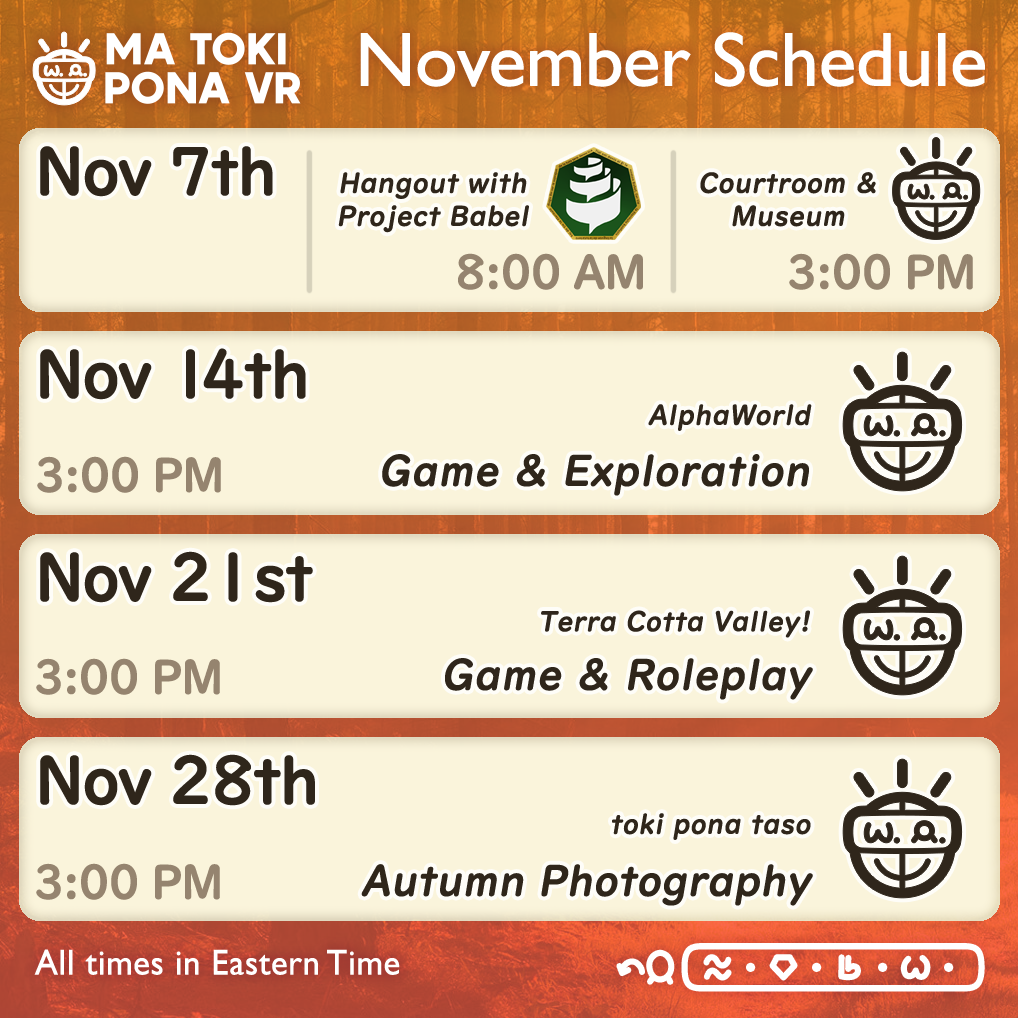 MA TOKI
PONA VR
November Schedule
Nov 7th
Hangout with
Project Babel
8:00 AM
Courtroom &
Museum
3:00 PM
Nov 14th
3:00 PM
AlphaWorld
Game & Exploration
Nov 21st
3:00 PM
Terra Cotta Valley!
Game & Roleplay
Nov 28th
3:00 PM
toki pona taso
Autumn Photography
All times in Eastern Time